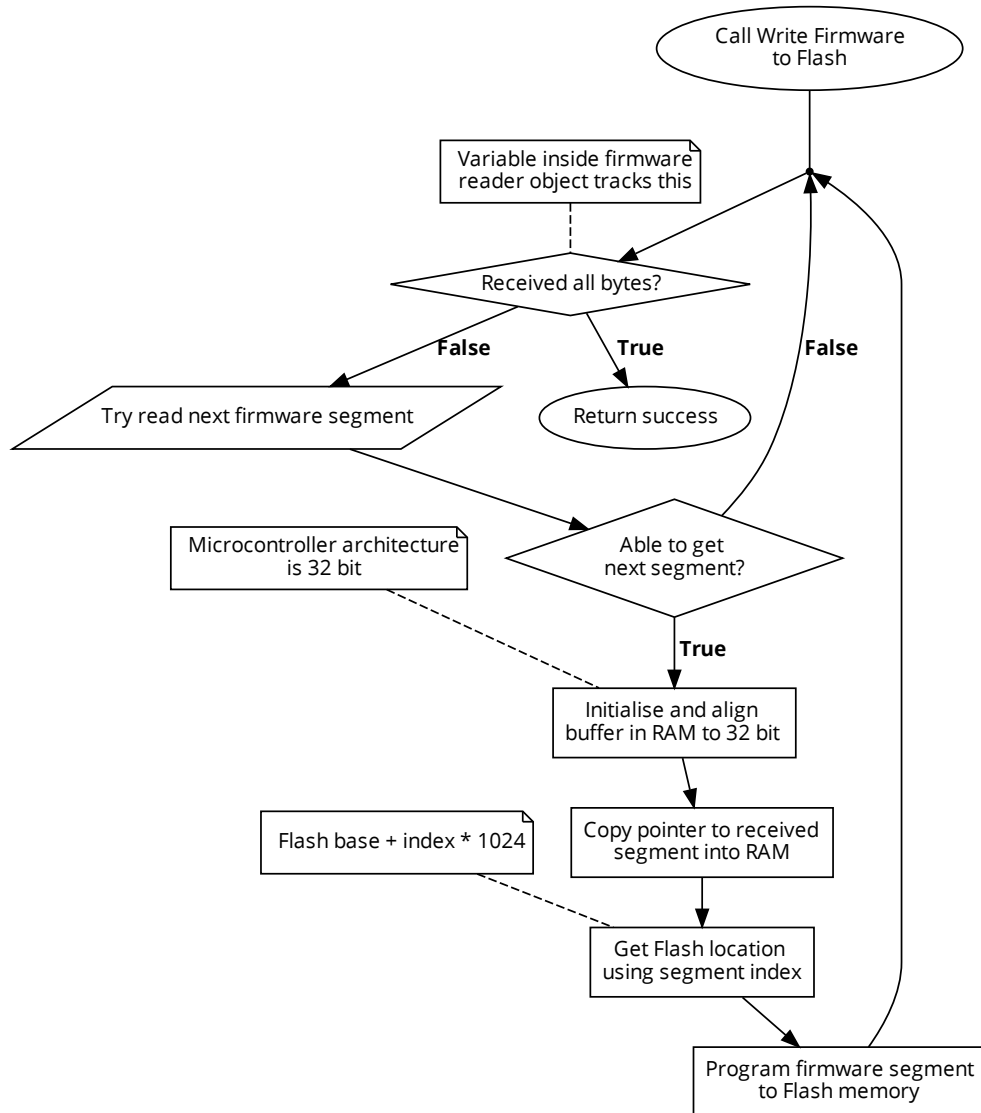 Call Write Firmware
to Flash
Variable inside firmware
reader object tracks this
Received all bytes?
False
True
False
Try read next firmware segment
Return success
Microcontroller architecture
is 32 bit
Able to get
next segment?
True
Initialise and align
buffer in RAM to 32 bit
Copy pointer to received
segment into RAM
Flash base + index * 1024
Get Flash location
using segment index
Program firmware segment
to Flash memory